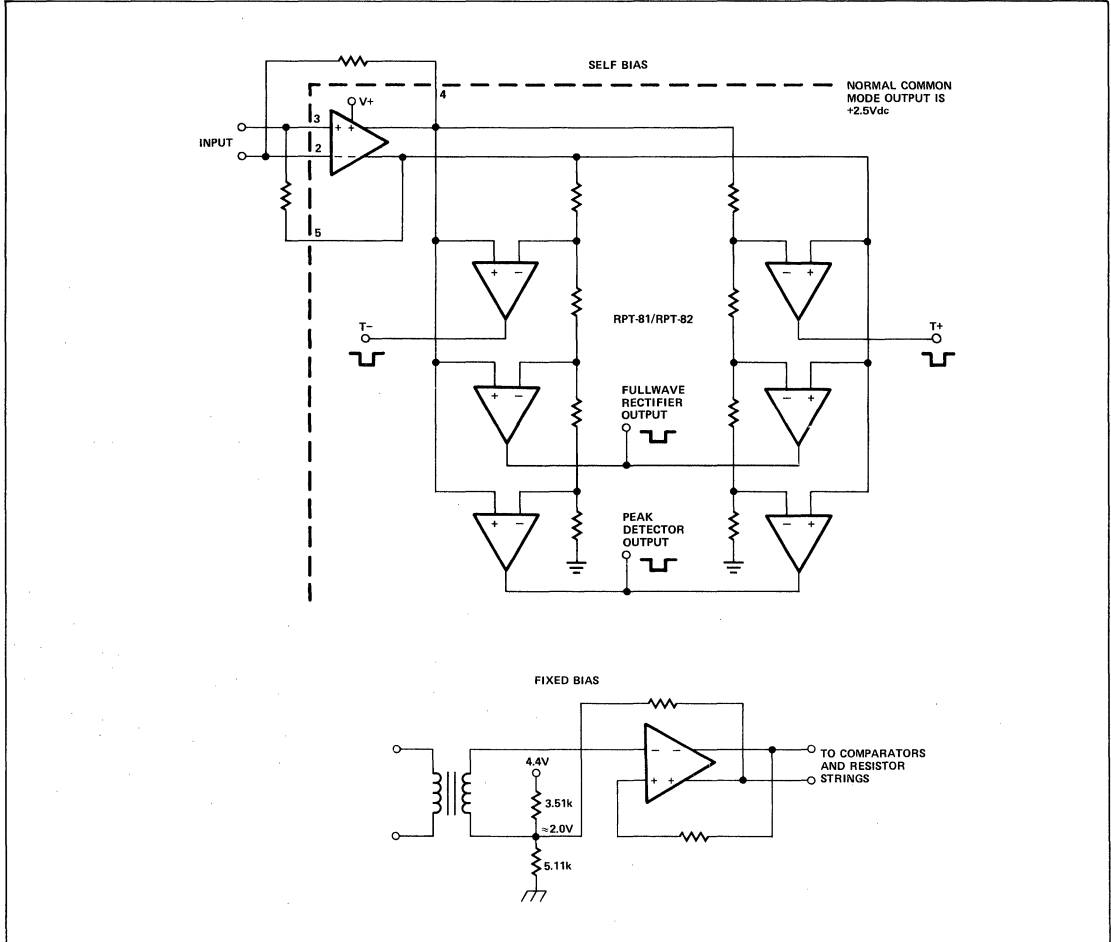 SELF BIAS
NORMAL COMMON
MODE OUTPUT IS
+2.5Vdc
4
V+
3
+ +
INPUT
2
− −
5
+ −
− +
RPT-81/RPT-82
T−
T+
+ −
− +
FULLWAVE
RECTIFIER
OUTPUT
+ −
− +
PEAK
DETECTOR
OUTPUT
FIXED BIAS
− −
+ +
TO COMPARATORS
AND RESISTOR
STRINGS
4.4V
3.51k
≈2.0V
5.11k